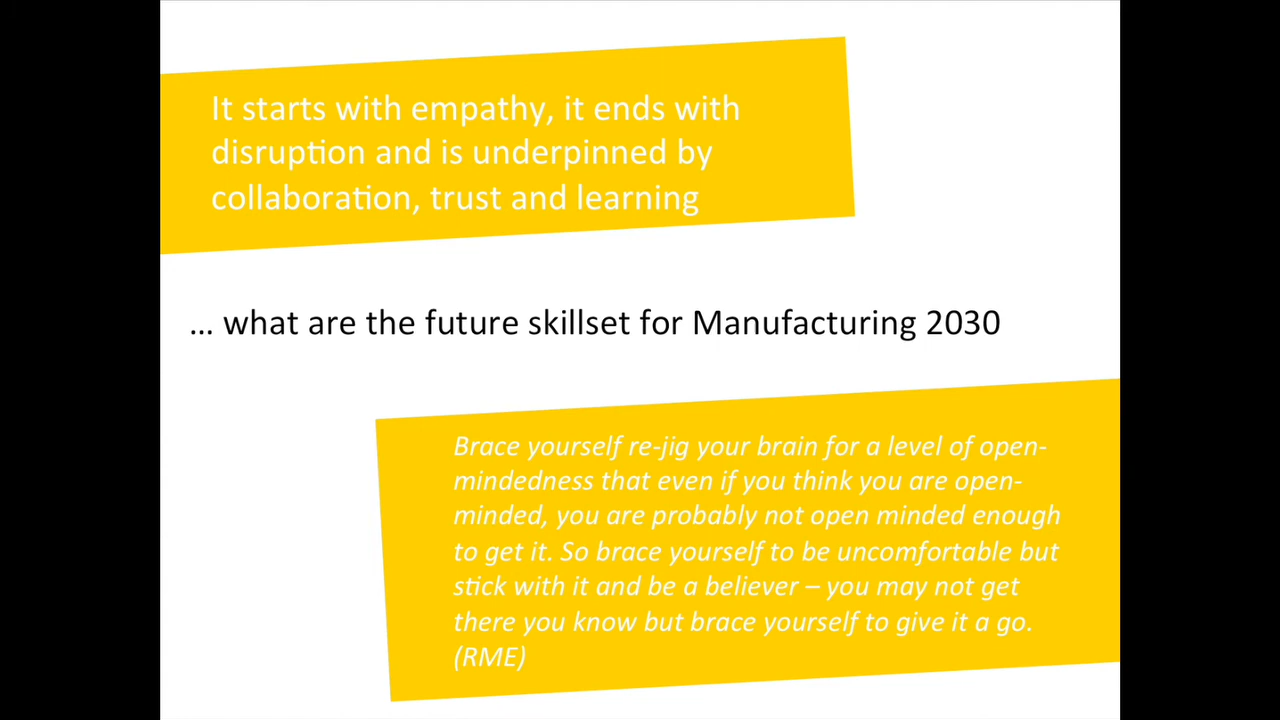 It starts with empathy, it ends with
disruption and is underpinned by
collaboration, trust and learning
... what are the future skillset for Manufacturing 2030
Brace yourself re-jig your brain for a level of open-
mindedness that even if you think you are open-
minded, you are probably not open minded enough
to get it. So brace yourself to be uncomfortable but
stick with it and be a believer – you may not get
there you know but brace yourself to give it a go.
(RME)